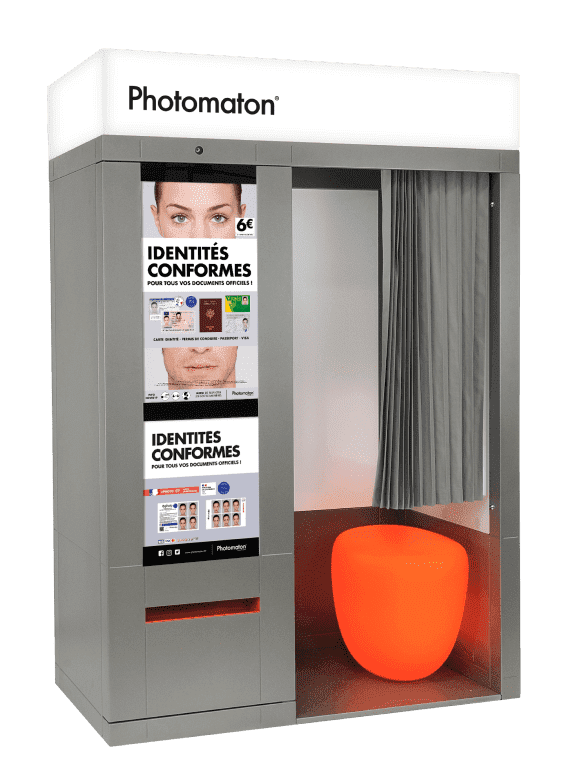 Photomaton®
6€
IDENTITÉS
CONFORMES
POUR TOUS VOS DOCUMENTS OFFICIELS !
CARTE IDENTITÉ - PERMIS DE CONDUIRE - PASSEPORT - VISA
Photomaton
IDENTITÉS
CONFORMES
POUR TOUS VOS DOCUMENTS OFFICIELS !
Photomaton